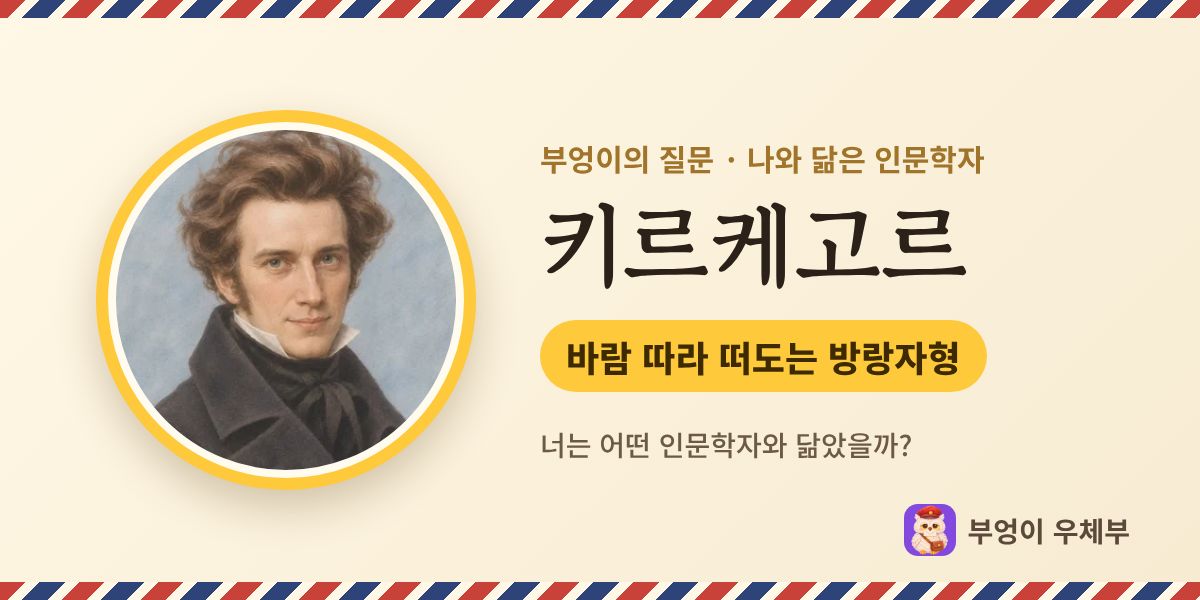 부엉이의 질문 · 나와 닮은 인문학자
키르케고르
바람 따라 떠도는 방랑자형
너는 어떤 인문학자와 닮았을까?
부엉이 우체부